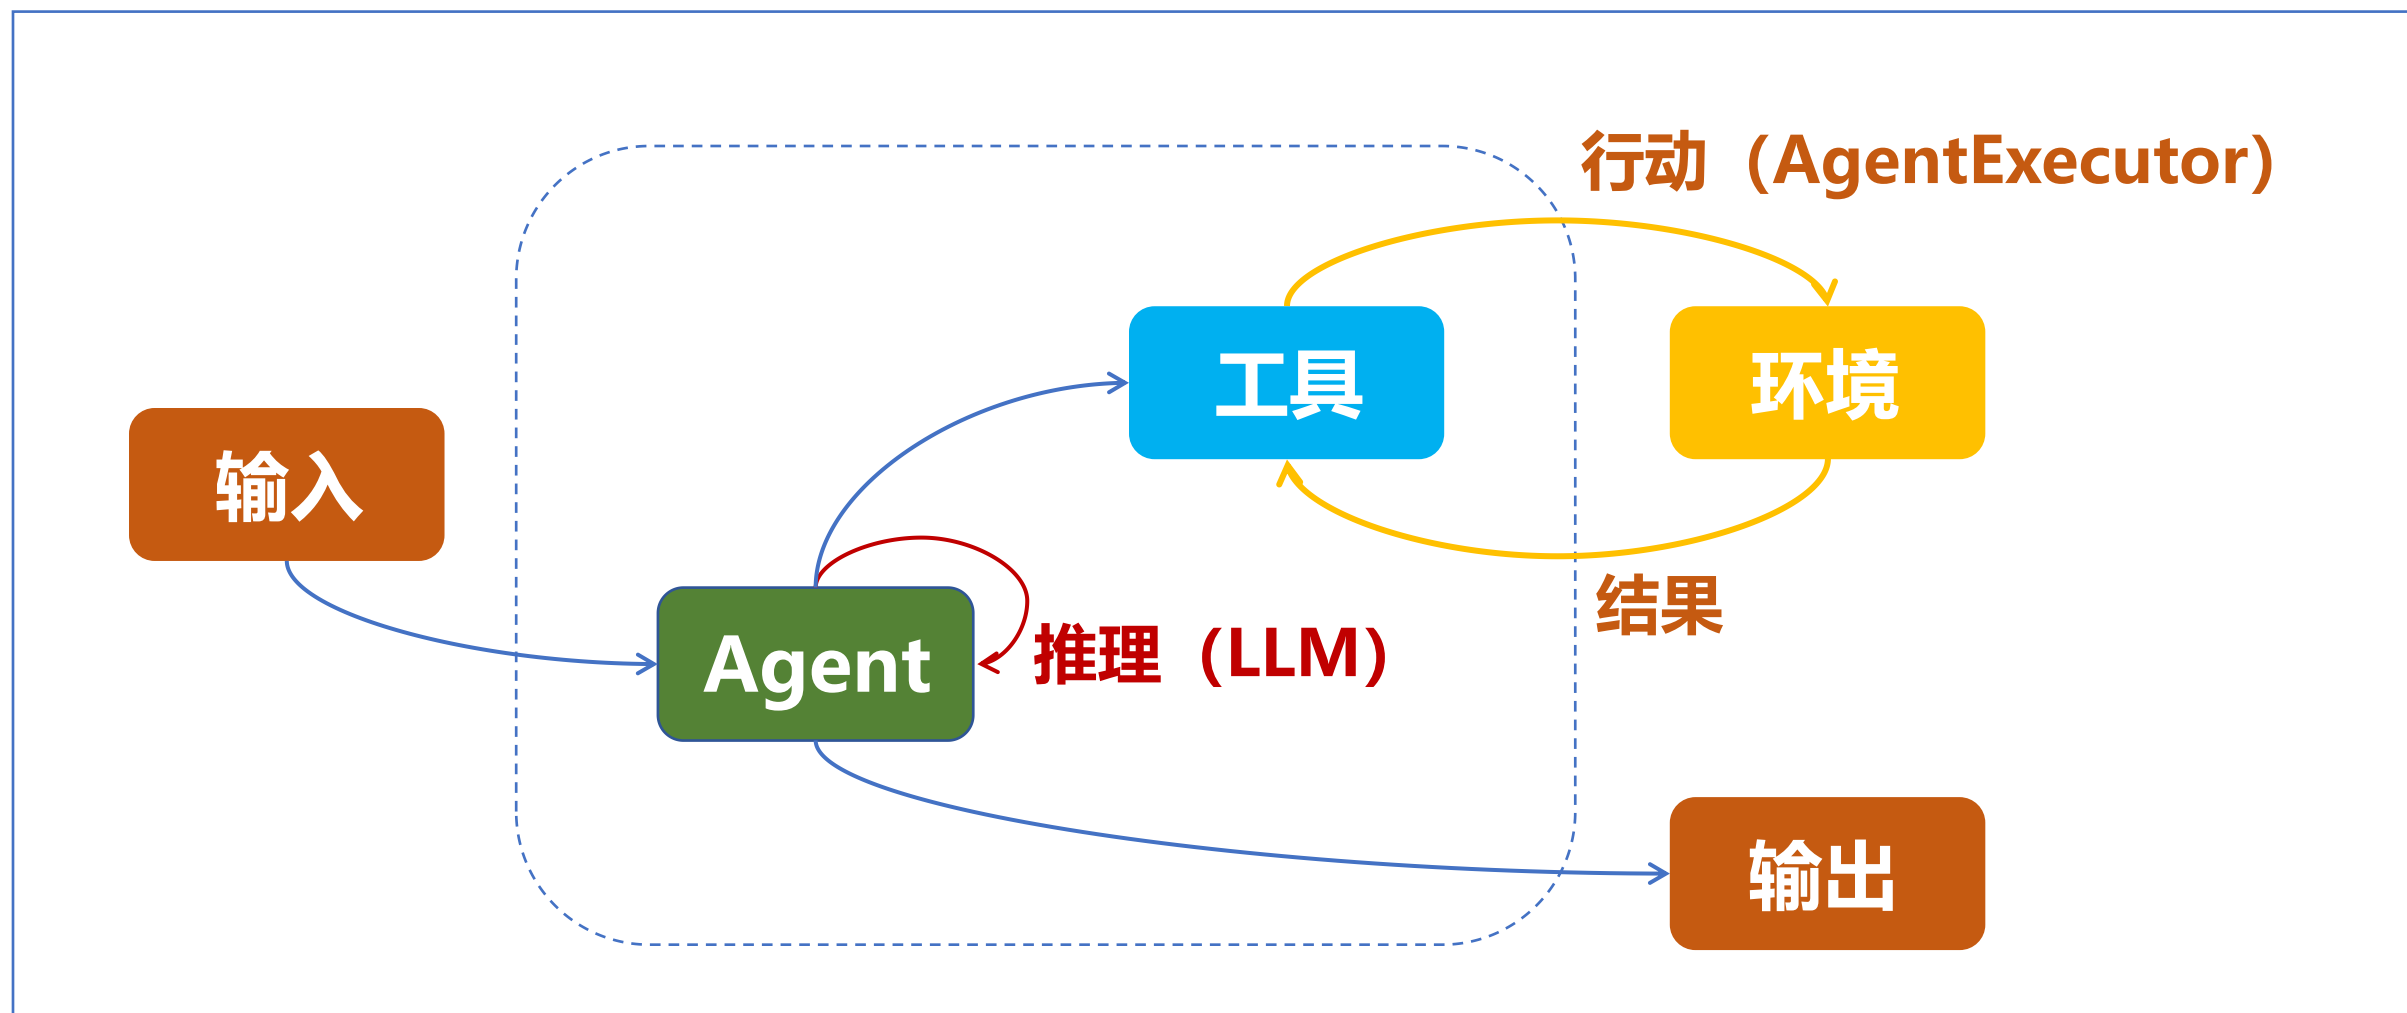 行动（AgentExecutor）
工具
环境
输入
结果
Agent
推理（LLM）
输出